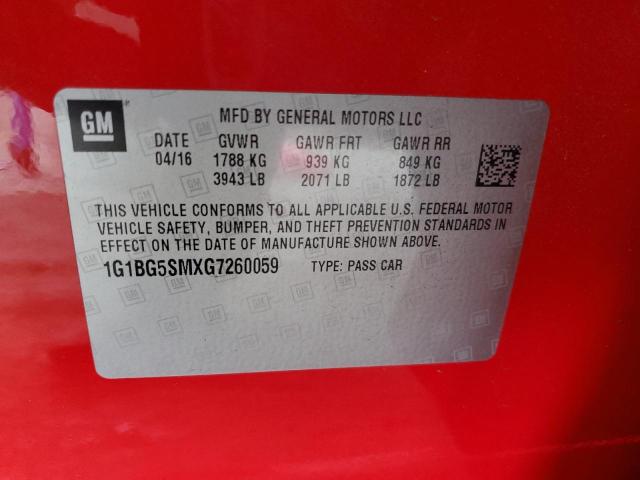 GM
MFD BY GENERAL MOTORS LLC
DATE GVWR GAWR FRT GAWR RR
04/16 1788 KG 939 KG 849 KG
3943 LB 2071 LB 1872 LB
THIS VEHICLE CONFORMS TO ALL APPLICABLE U.S. FEDERAL MOTOR
VEHICLE SAFETY, BUMPER, AND THEFT PREVENTION STANDARDS IN
EFFECT ON THE DATE OF MANUFACTURE SHOWN ABOVE.
1G1BG5SMXG7260059 TYPE: PASS CAR